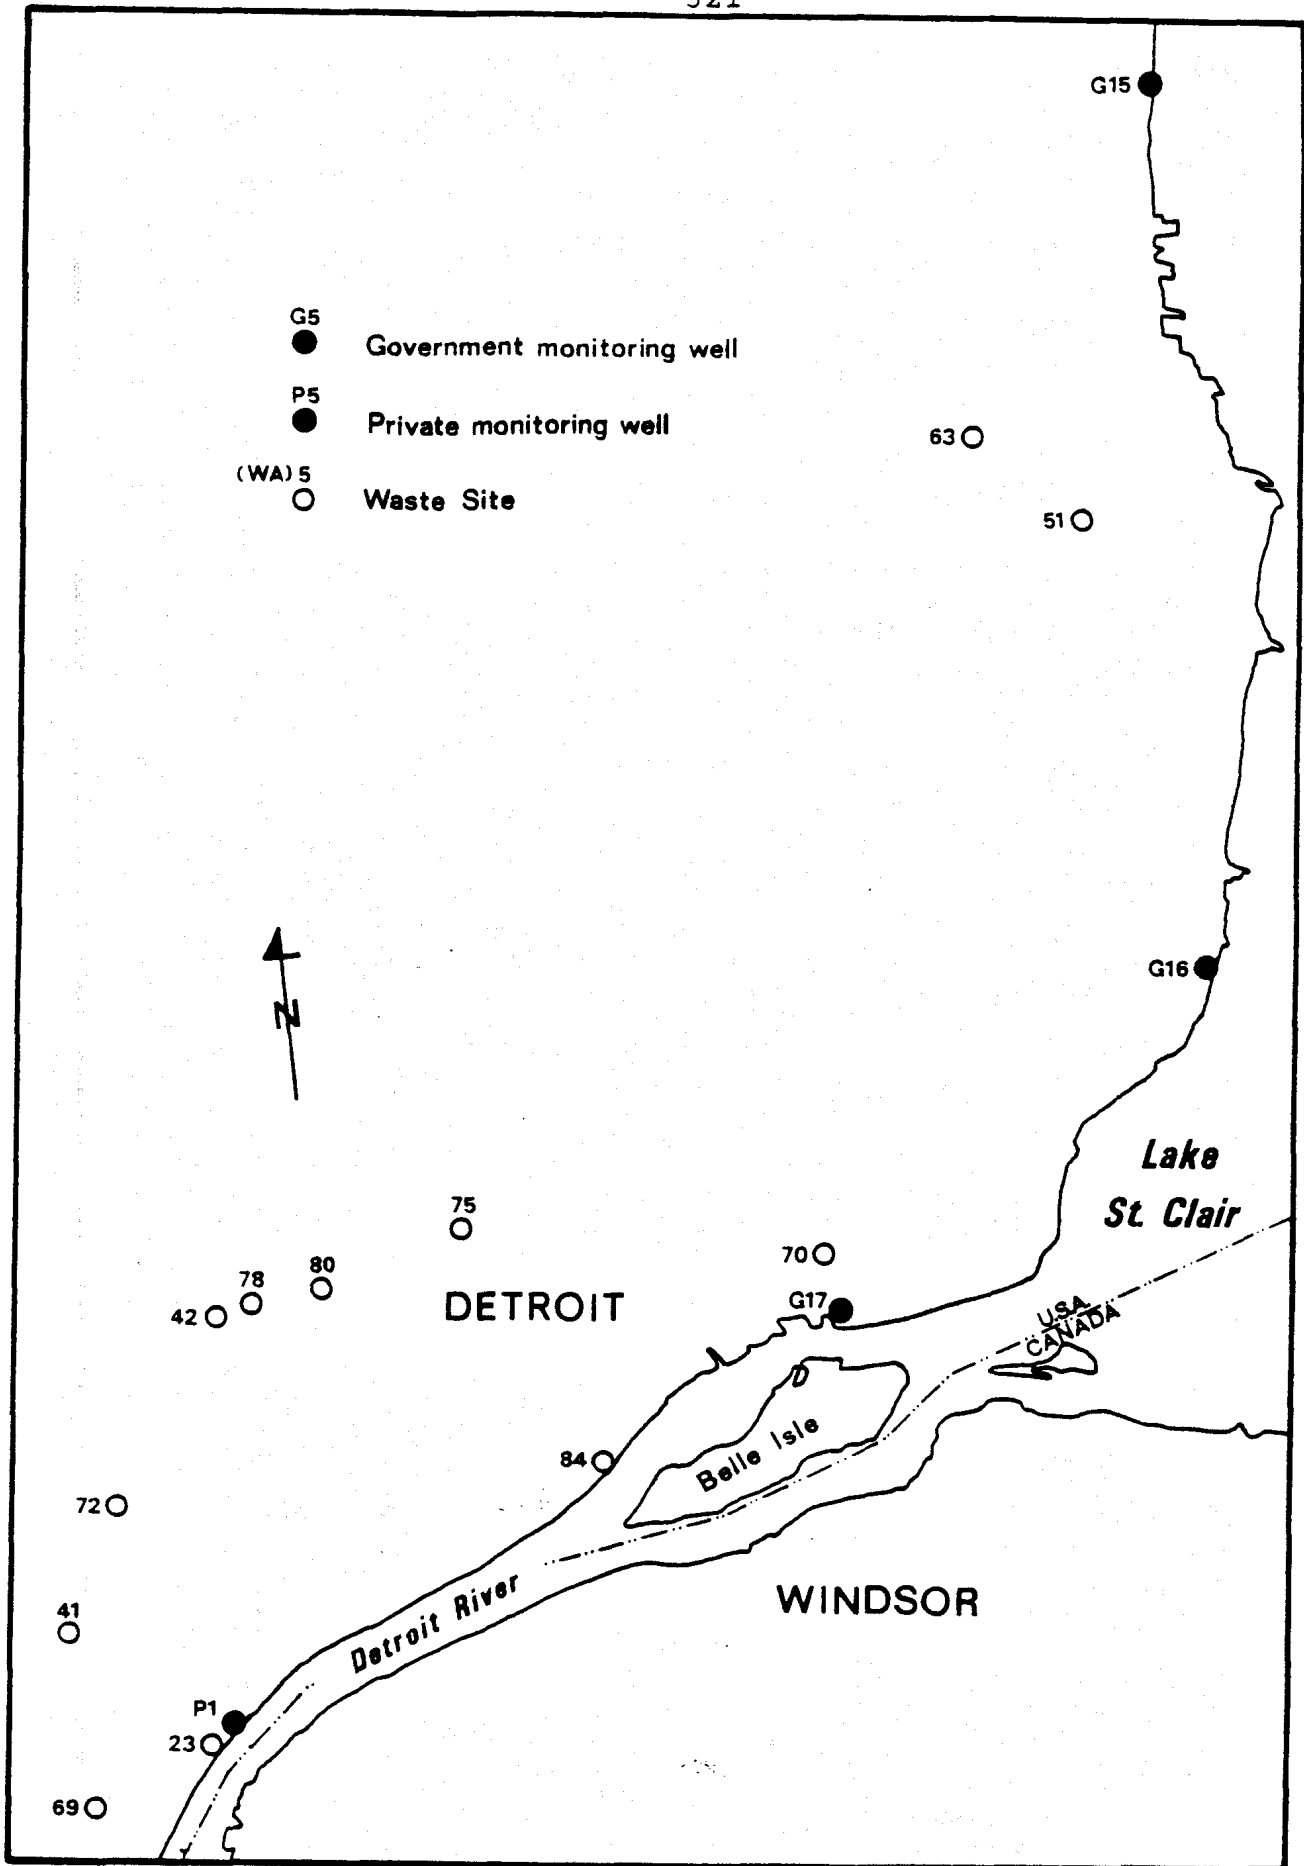 321
G15
G5
Government monitoring well
P5
Private monitoring well
(WA) 5
Waste Site
63
51
N
G16
Lake
St. Clair
75
70
80
78
42
DETROIT
G17
U.S.A.
CANADA
Belle Isle
84
72
WINDSOR
Detroit River
41
P1
23
69